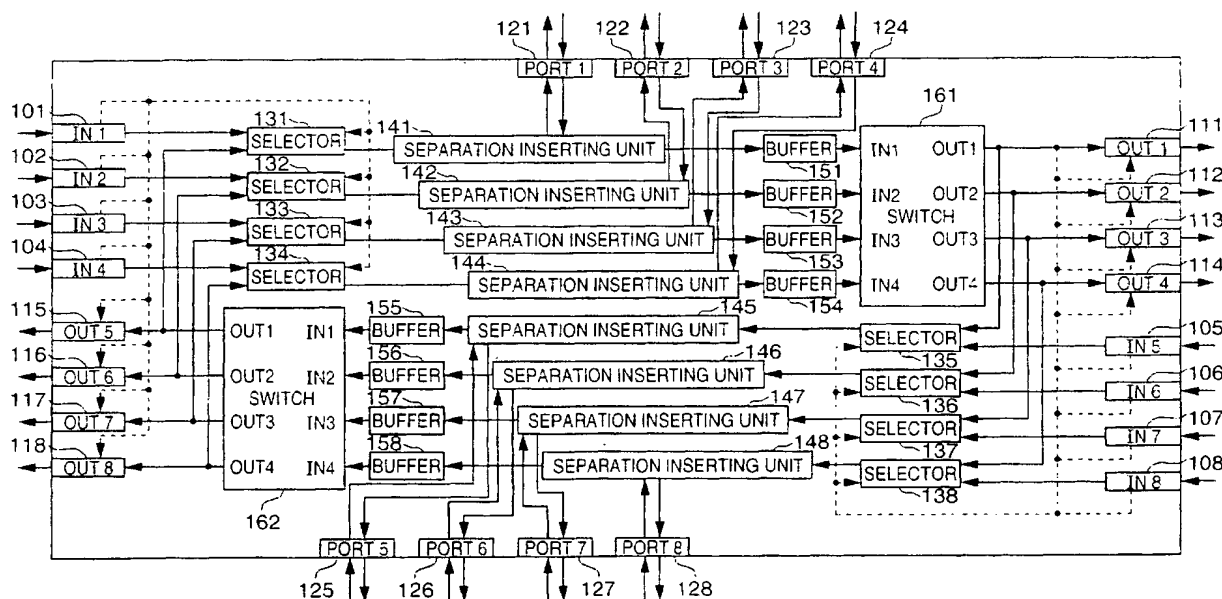 121 122 123 124
PORT 1 PORT 2 PORT 3 PORT 4
101 131 161 111
IN 1 SELECTOR 141 SEPARATION INSERTING UNIT BUFFER 151 IN1 OUT1 OUT 1
102 132 142 112
IN 2 SELECTOR SEPARATION INSERTING UNIT BUFFER 152 IN2 OUT2 OUT 2
SWITCH
103 133 143 113
IN 3 SELECTOR SEPARATION INSERTING UNIT BUFFER 153 IN3 OUT3 OUT 3
104 134 144 114
IN 4 SELECTOR SEPARATION INSERTING UNIT BUFFER 154 IN4 OUT4 OUT 4
115 155 145 105
OUT 5 OUT1 IN1 BUFFER SEPARATION INSERTING UNIT SELECTOR 135 IN 5
116 156 146 106
OUT 6 OUT2 IN2 BUFFER SEPARATION INSERTING UNIT SELECTOR 136 IN 6
SWITCH
117 157 147 107
OUT 7 OUT3 IN3 BUFFER SEPARATION INSERTING UNIT SELECTOR 137 IN 7
118 158 148 108
OUT 8 OUT4 IN4 BUFFER SEPARATION INSERTING UNIT SELECTOR 138 IN 8
162
PORT 5 PORT 6 PORT 7 PORT 8
125 126 127 128